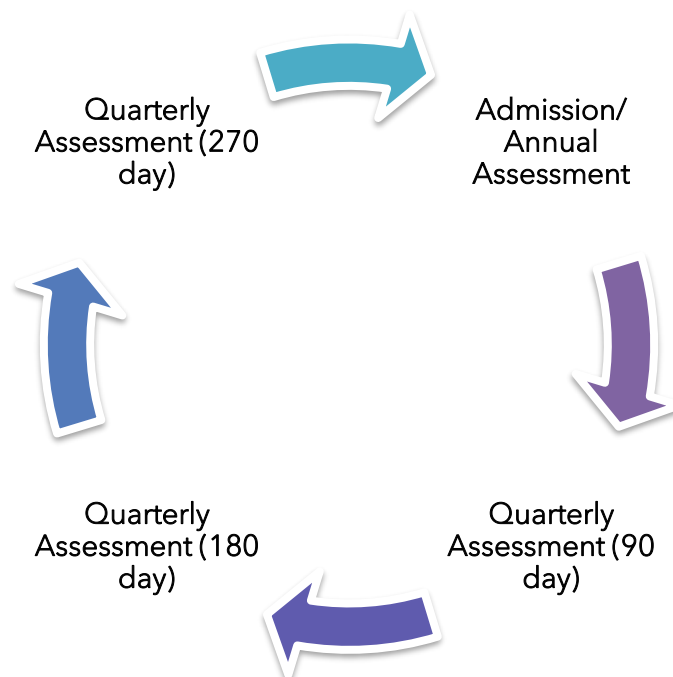 Quarterly
Assessment (270
day)
Admission/
Annual
Assessment
Quarterly
Assessment (180
day)
Quarterly
Assessment (90
day)